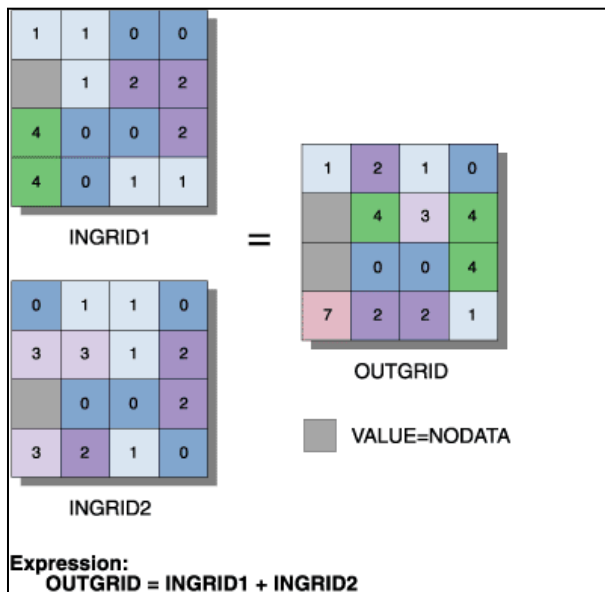 1 1 0 0
1 2 2
4 0 0 2
4 0 1 1
INGRID1
0 1 1 0
3 3 1 2
0 0 2
3 2 1 0
INGRID2
=
1 2 1 0
4 3 4
0 0 4
7 2 2 1
OUTGRID
VALUE=NODATA
Expression:
OUTGRID = INGRID1 + INGRID2